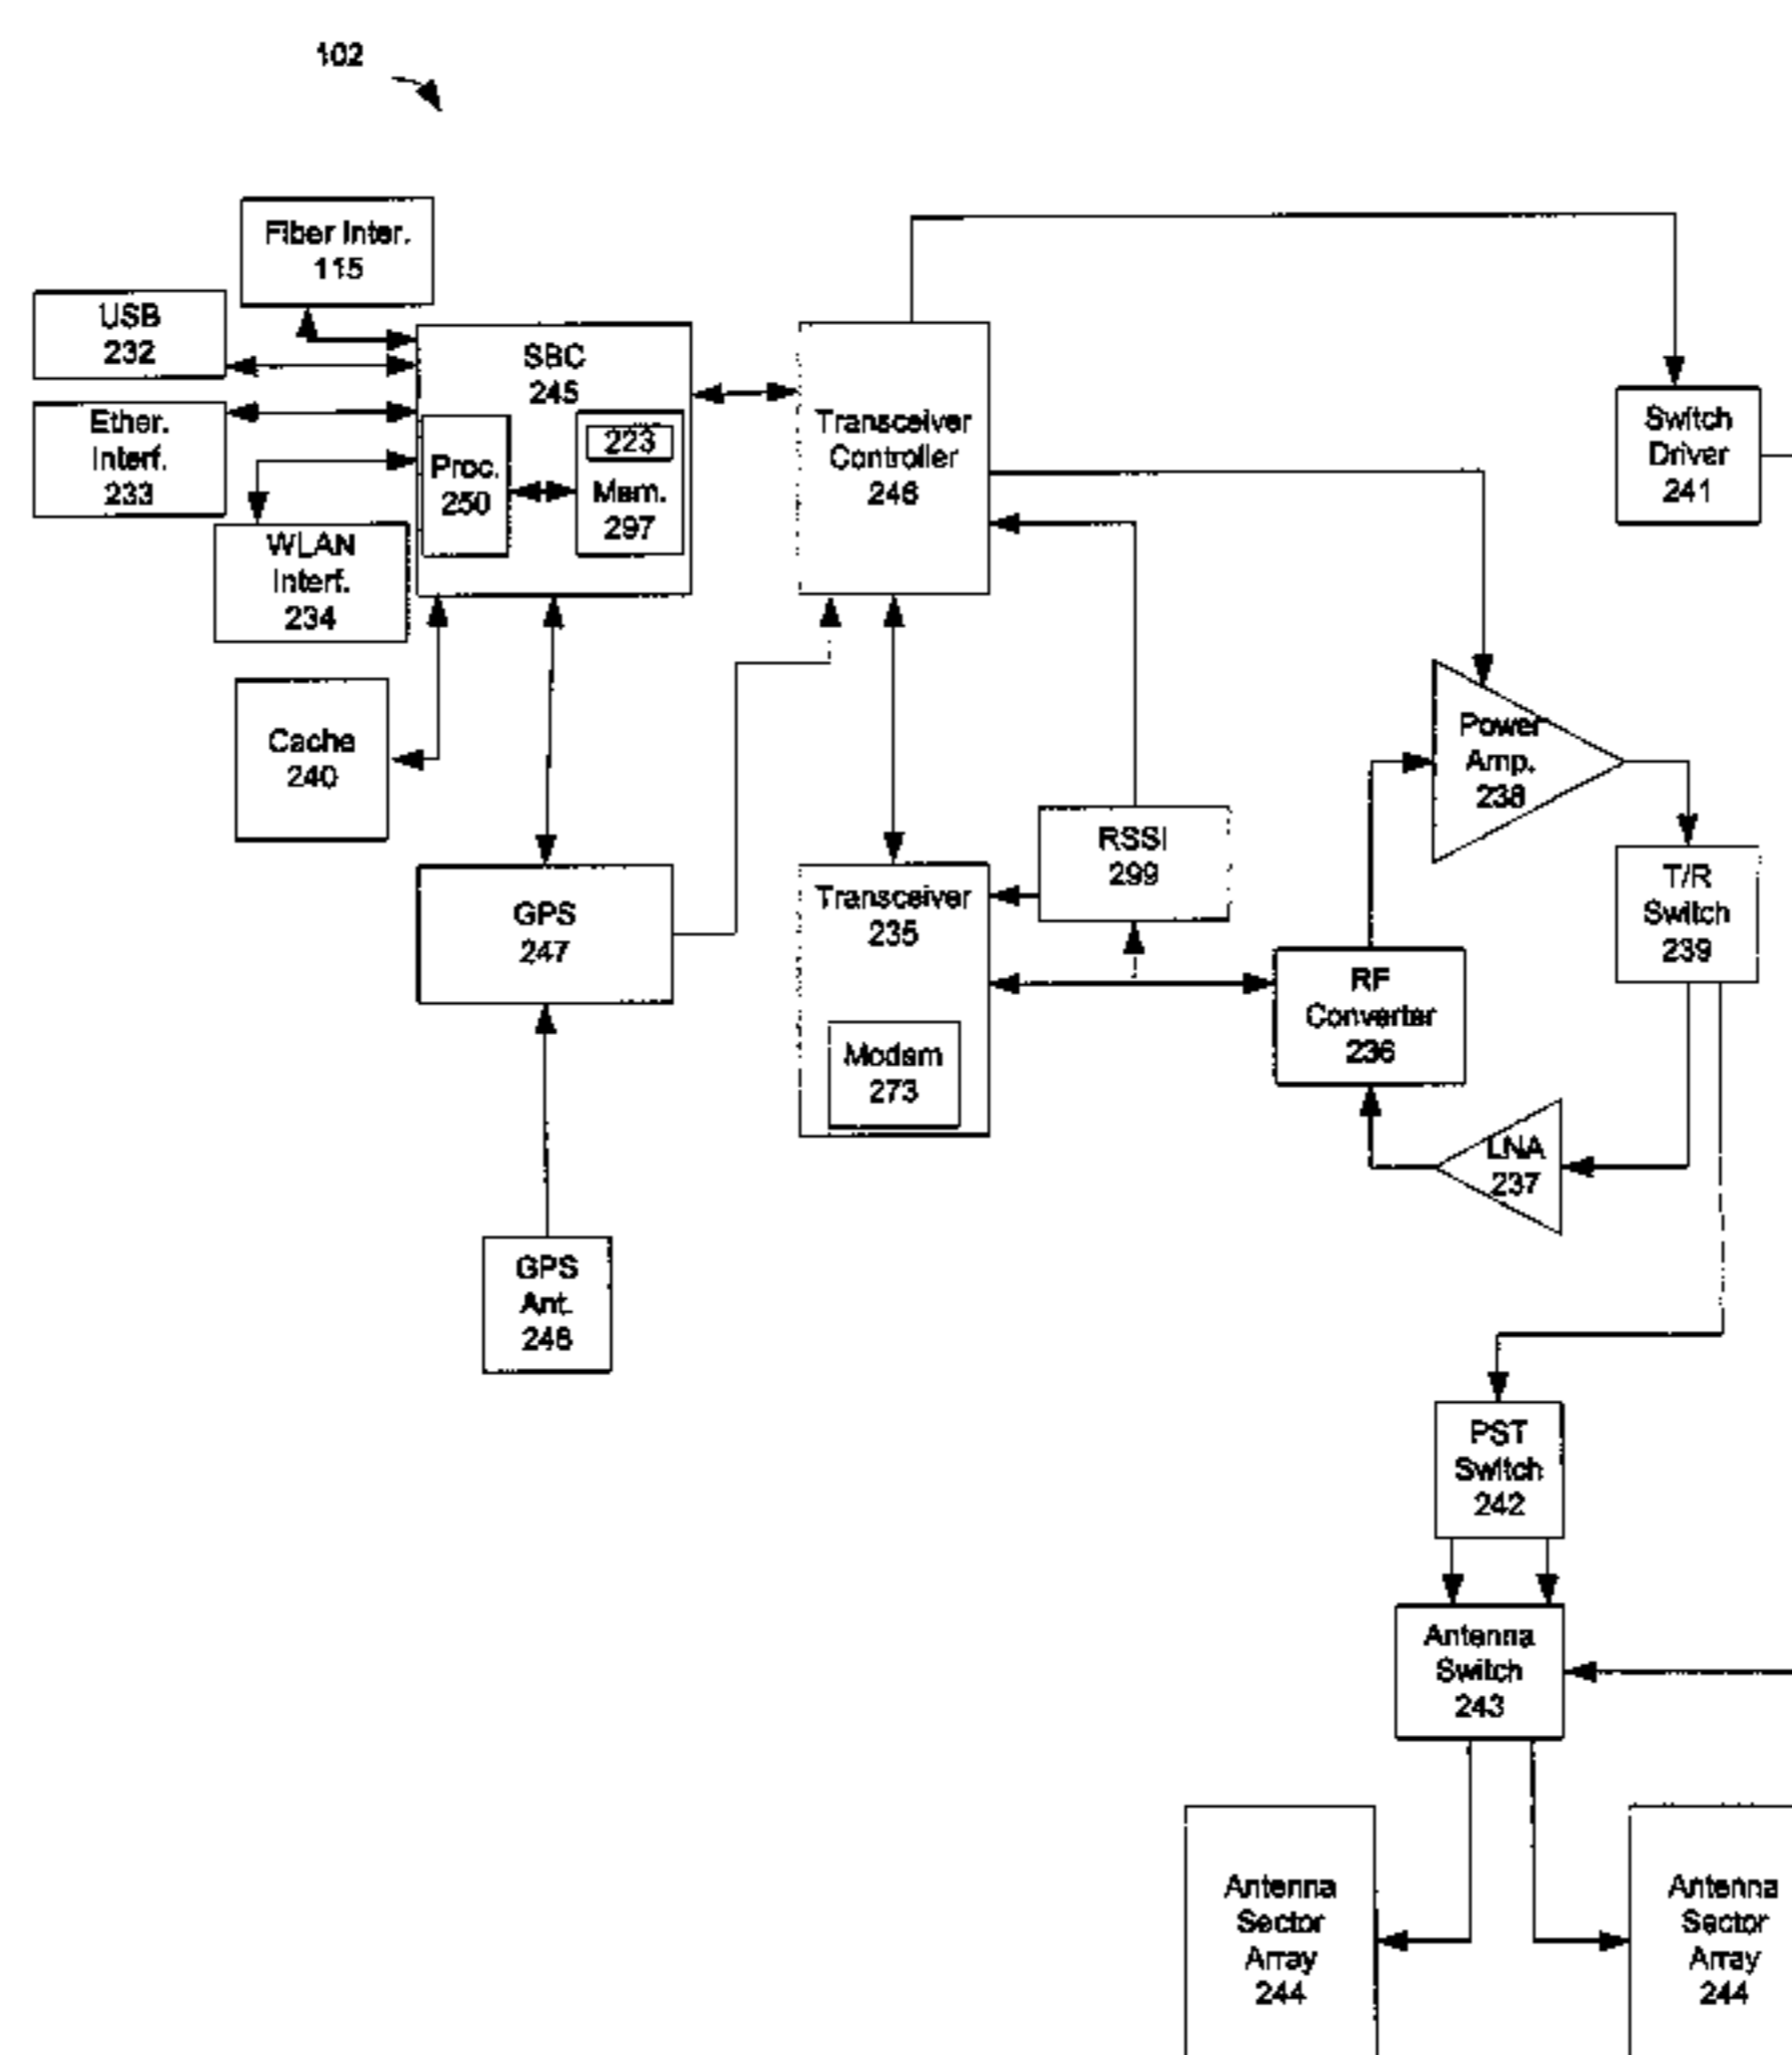 102
Fiber Inter.
115
USB
232
Ether.
Interf.
233
WLAN
Interf.
234
Cache
240
SBC
245
Proc.
250
223
Mem.
297
GPS
247
GPS
Ant.
248
Transceiver
Controller
246
Transceiver
235
Modem
273
RSSI
299
RF
Converter
236
Power
Amp.
238
LNA
237
Switch
Driver
241
T/R
Switch
239
PST
Switch
242
Antenna
Switch
243
Antenna
Sector
Array
244
Antenna
Sector
Array
244